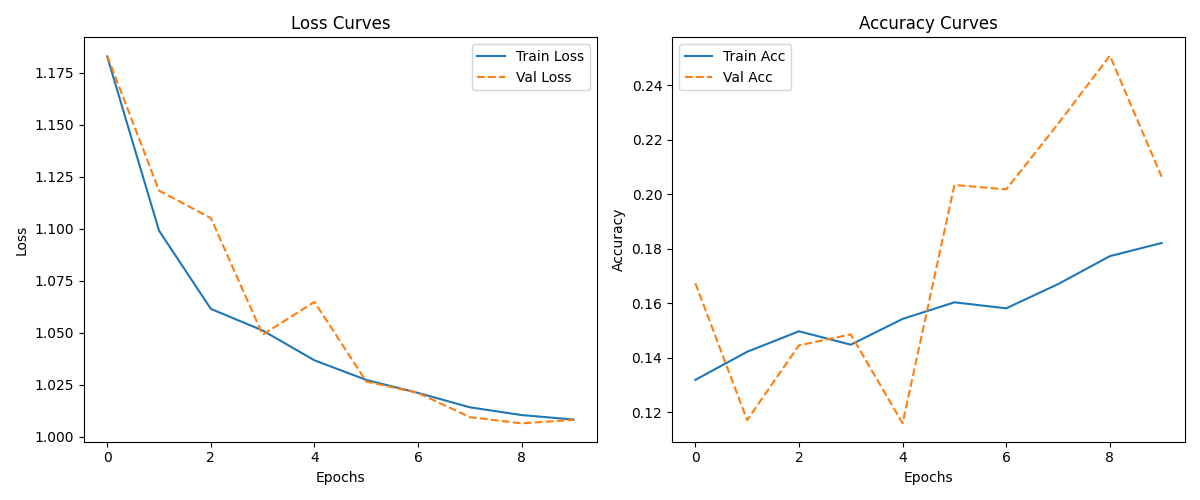 Loss Curves
Train Loss
Val Loss
1.175
1.150
1.125
1.100
1.075
1.050
1.025
1.000
Loss
0 2 4 6 8
Epochs
Accuracy Curves
Train Acc
Val Acc
0.24
0.22
0.20
0.18
0.16
0.14
0.12
Accuracy
0 2 4 6 8
Epochs